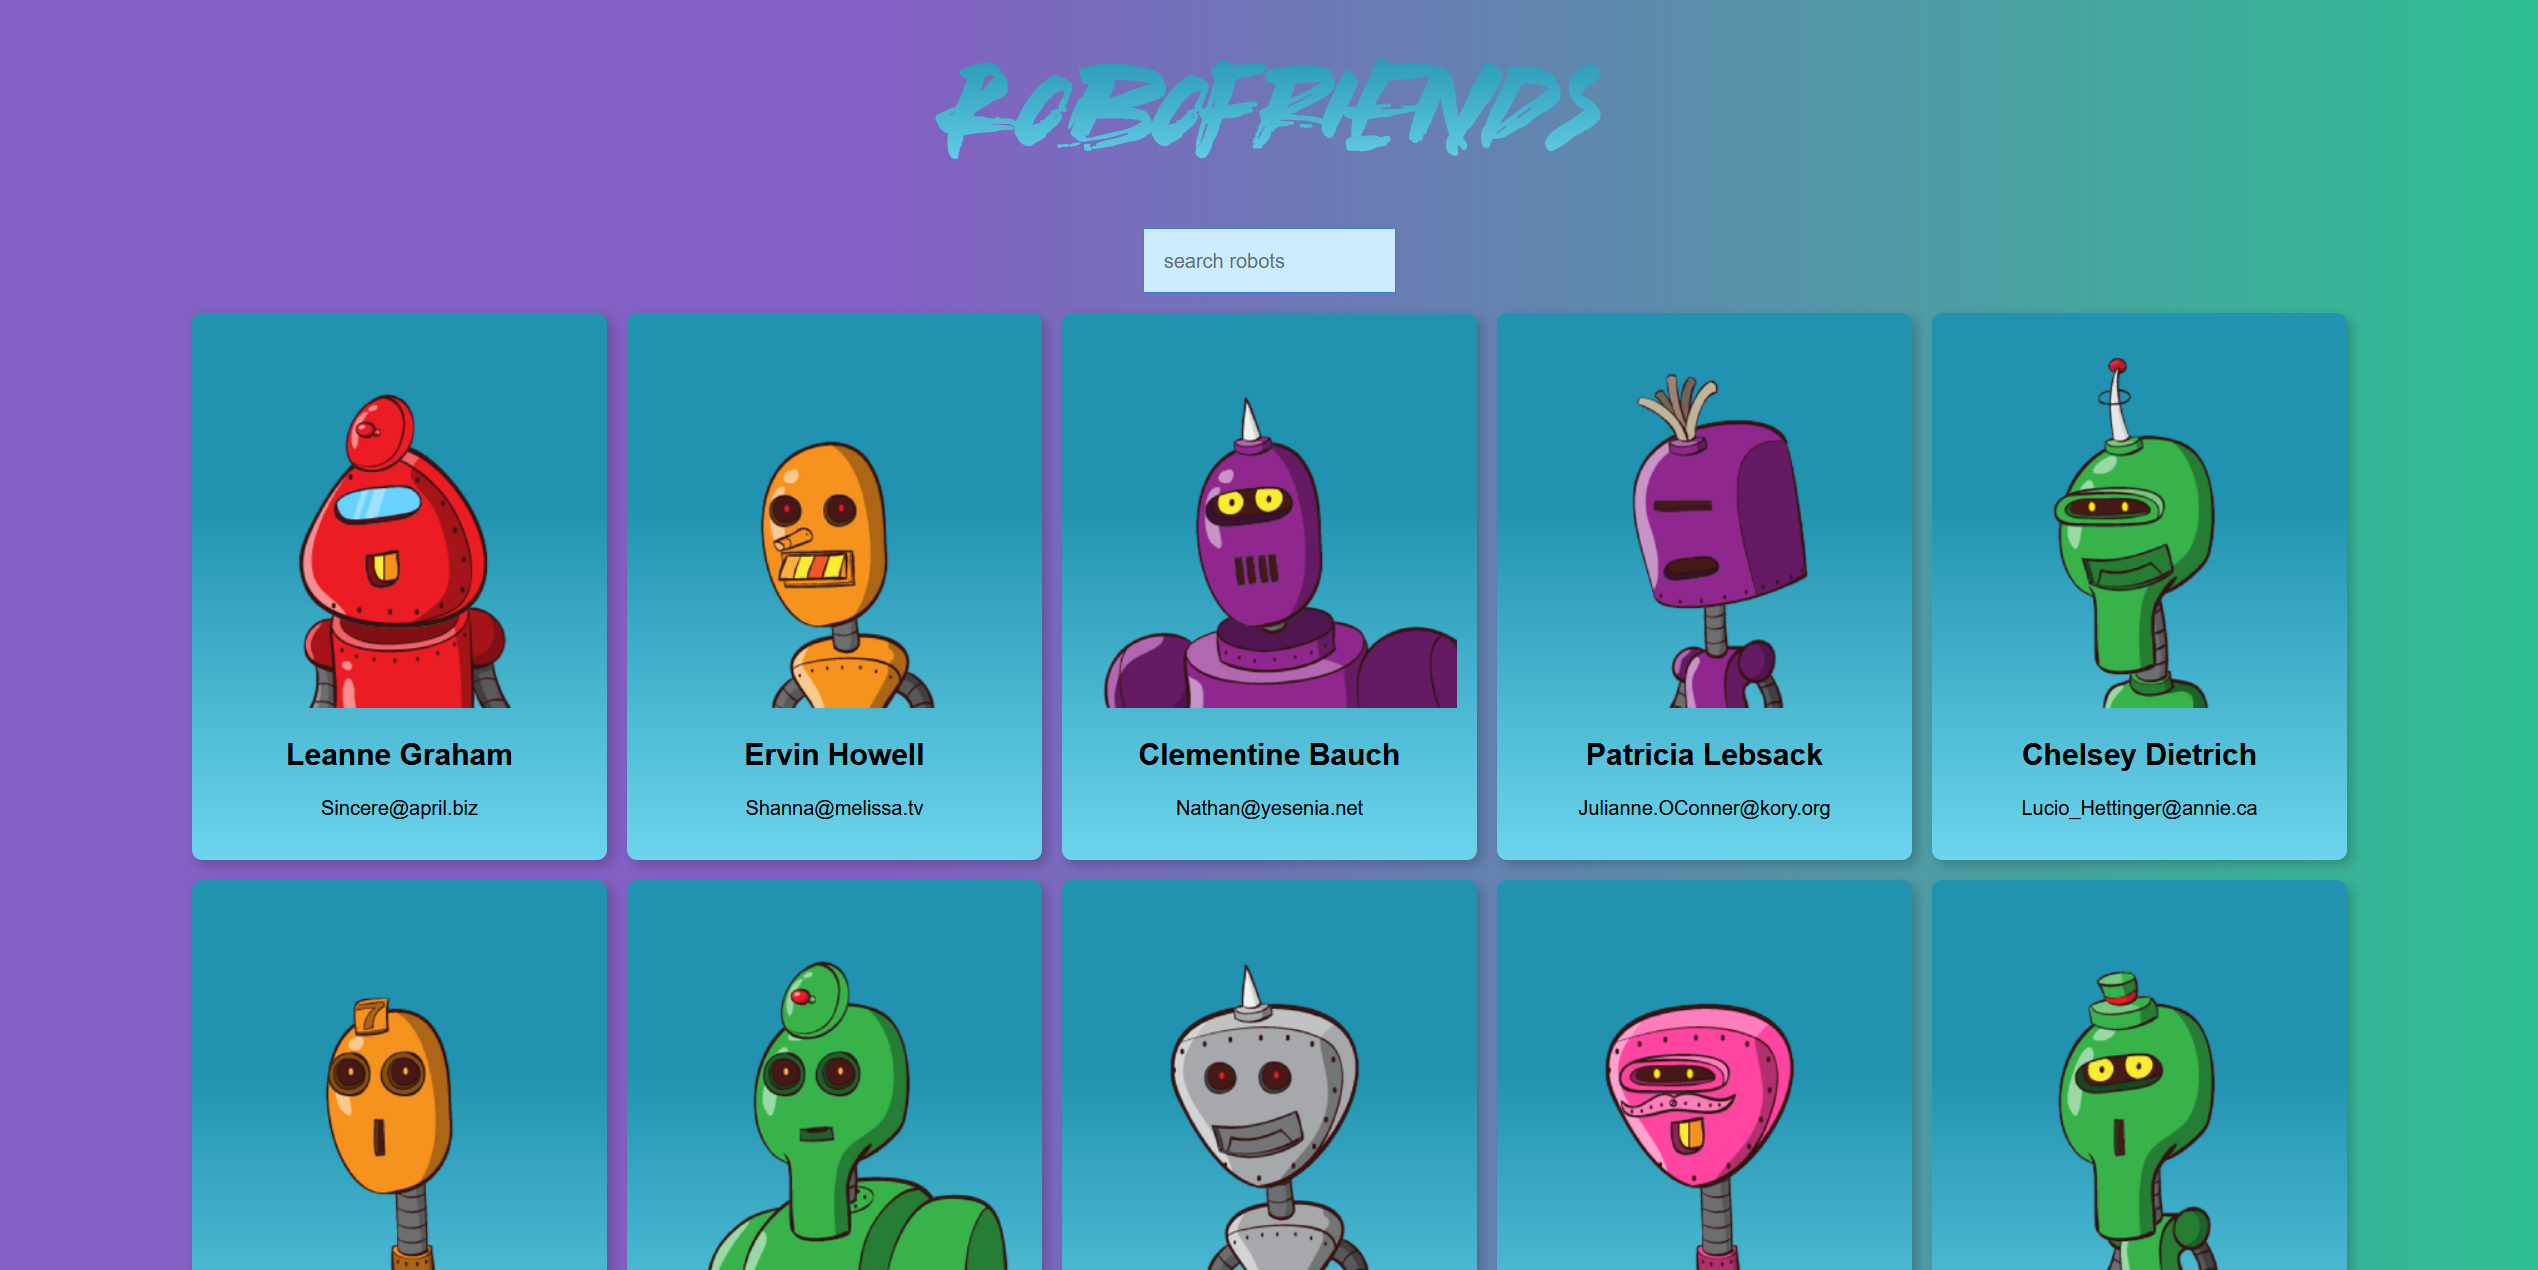 ROBOFRIENDS
search robots
Leanne Graham
Sincere@april.biz
Ervin Howell
Shanna@melissa.tv
Clementine Bauch
Nathan@yesenia.net
Patricia Lebsack
Julianne.OConner@kory.org
Chelsey Dietrich
Lucio_Hettinger@annie.ca
7